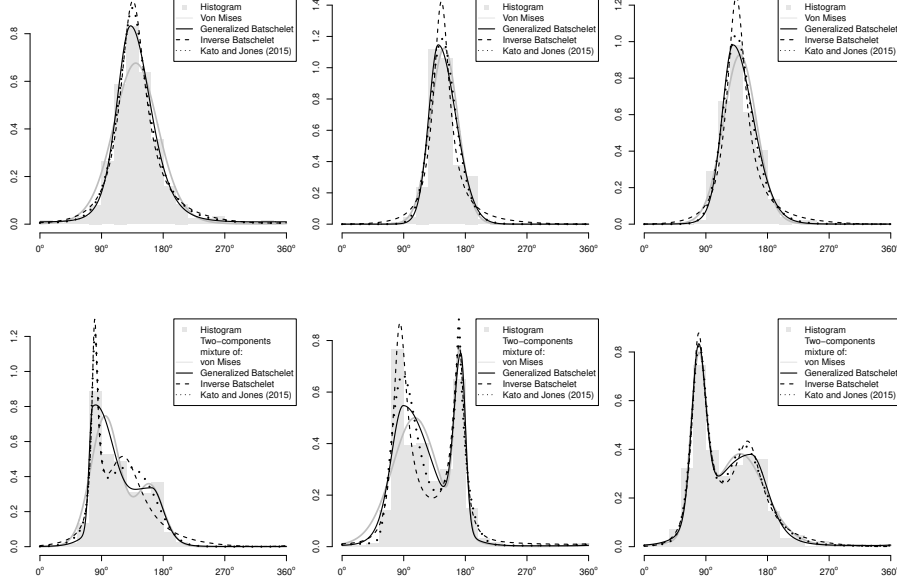 Histogram
Von Mises
Generalized Batschelet
Inverse Batschelet
Kato and Jones (2015)
0.0 0.2 0.4 0.6 0.8
0° 90° 180° 270° 360°
Histogram
Von Mises
Generalized Batschelet
Inverse Batschelet
Kato and Jones (2015)
0.0 0.2 0.4 0.6 0.8 1.0 1.2 1.4
0° 90° 180° 270° 360°
Histogram
Von Mises
Generalized Batschelet
Inverse Batschelet
Kato and Jones (2015)
0.0 0.2 0.4 0.6 0.8 1.0 1.2
0° 90° 180° 270° 360°
Histogram
Two−components
mixture of:
von Mises
Generalized Batschelet
Inverse Batschelet
Kato and Jones (2015)
0.0 0.2 0.4 0.6 0.8 1.0 1.2
0° 90° 180° 270° 360°
Histogram
Two−components
mixture of:
von Mises
Generalized Batschelet
Inverse Batschelet
Kato and Jones (2015)
0.0 0.2 0.4 0.6 0.8
0° 90° 180° 270° 360°
Histogram
Two−components
mixture of:
von Mises
Generalized Batschelet
Inverse Batschelet
Kato and Jones (2015)
0.0 0.2 0.4 0.6 0.8
0° 90° 180° 270° 360°